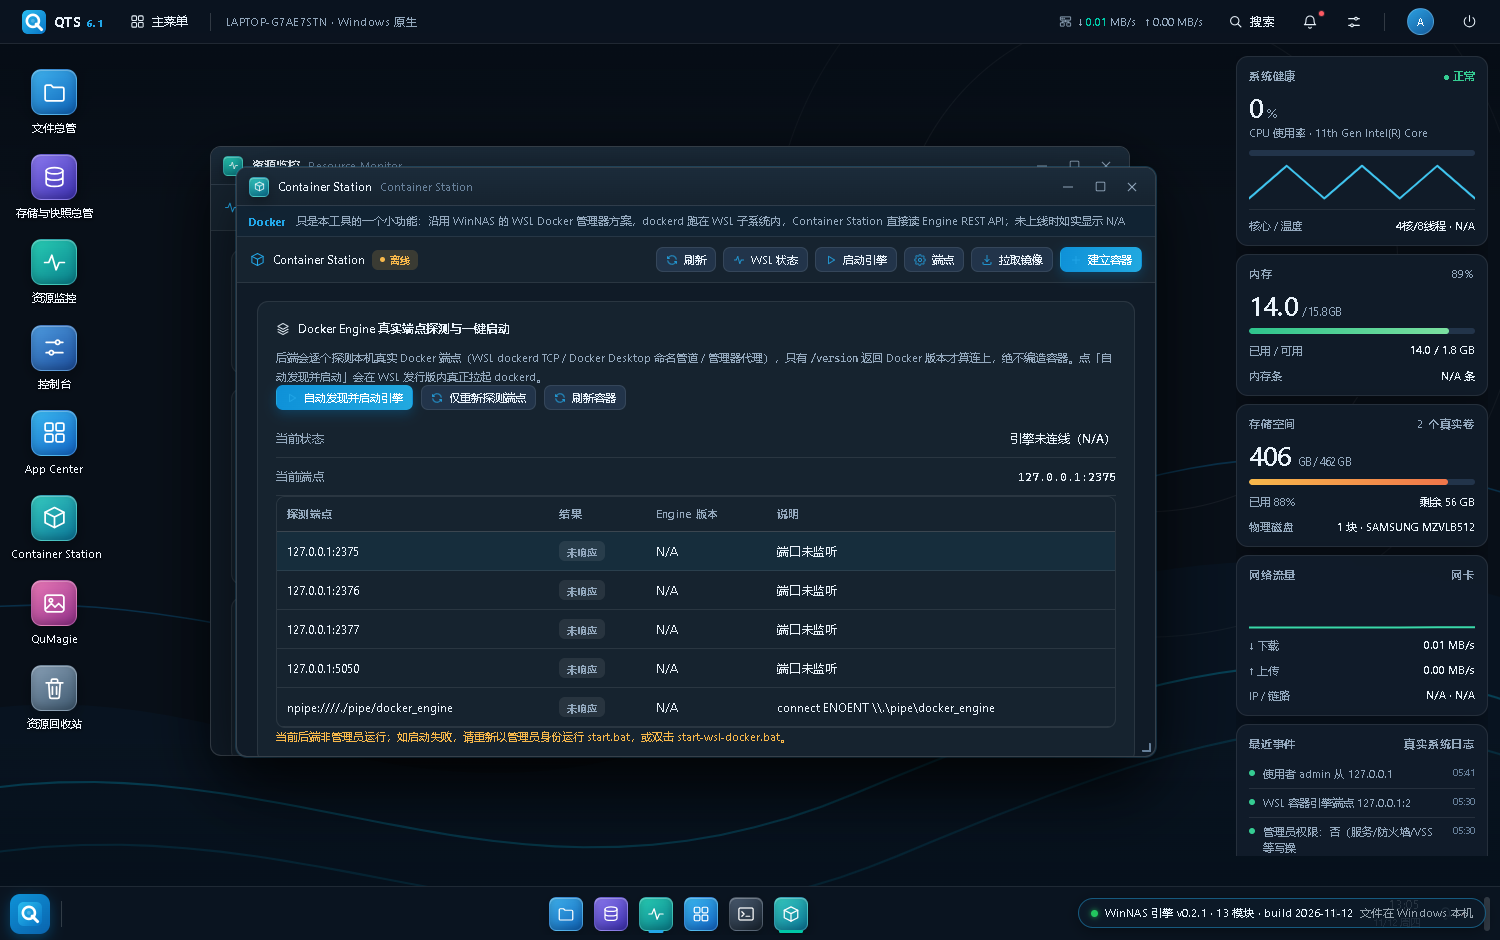 QTS 6.1 主菜单 LAPTOP-G7AE7STN · Windows 原生 ↓0.01 MB/s ↑0.00 MB/s 搜索 A
文件总管
存储与快照总管
资源监控
控制台
App Center
Container Station
QuMagie
资源回收站
资源监控 Resource Monitor
Container Station Container Station
Docker 只是本工具的一个小功能：沿用 WinNAS 的 WSL Docker 管理器方案，dockerd 跑在 WSL 子系统内，Container Station 直接读 Engine REST API；未上线时如实显示 N/A
Container Station 离线 刷新 WSL 状态 启动引擎 端点 拉取镜像 建立容器
Docker Engine 真实端点探测与一键启动
后端会逐个探测本机真实 Docker 端点（WSL dockerd TCP / Docker Desktop 命名管道 / 管理器代理），只有 /version 返回 Docker 版本才算连上，绝不编造容器。点「自
动发现并启动」会在 WSL 发行版内真正拉起 dockerd。
自动发现并启动引擎 仅重新探测端点 刷新容器
当前状态 引擎未连线（N/A）
当前端点 127.0.0.1:2375
探测端点 结果 Engine 版本 说明
127.0.0.1:2375 未响应 N/A 端口未监听
127.0.0.1:2376 未响应 N/A 端口未监听
127.0.0.1:2377 未响应 N/A 端口未监听
127.0.0.1:5050 未响应 N/A 端口未监听
npipe:////./pipe/docker_engine 未响应 N/A connect ENOENT \\.\pipe\docker_engine
当前后端非管理员运行；如启动失败，请重新以管理员身份运行 start.bat，或双击 start-wsl-docker.bat。
系统健康 正常
0 %
CPU 使用率 · 11th Gen Intel(R) Core
核心 / 温度 4核/8线程 · N/A
内存 89%
14.0 / 15.8GB
已用 / 可用 14.0 / 1.8 GB
内存条 N/A 条
存储空间 2 个真实卷
406 GB / 462GB
已用 88% 剩余 56 GB
物理磁盘 1 块 · SAMSUNG MZVLB512
网络流量 网卡
↓ 下载 0.01 MB/s
↑ 上传 0.00 MB/s
IP / 链路 N/A · N/A
最近事件 真实系统日志
使用者 admin 从 127.0.0.1 05:41
WSL 容器引擎端点 127.0.0.1:2 05:30
管理员权限：否（服务/防火墙/VSS 05:30
等写操
WinNAS 引擎 v0.2.1 · 13 模块 · build 2026-11-12 文件在 Windows 本机